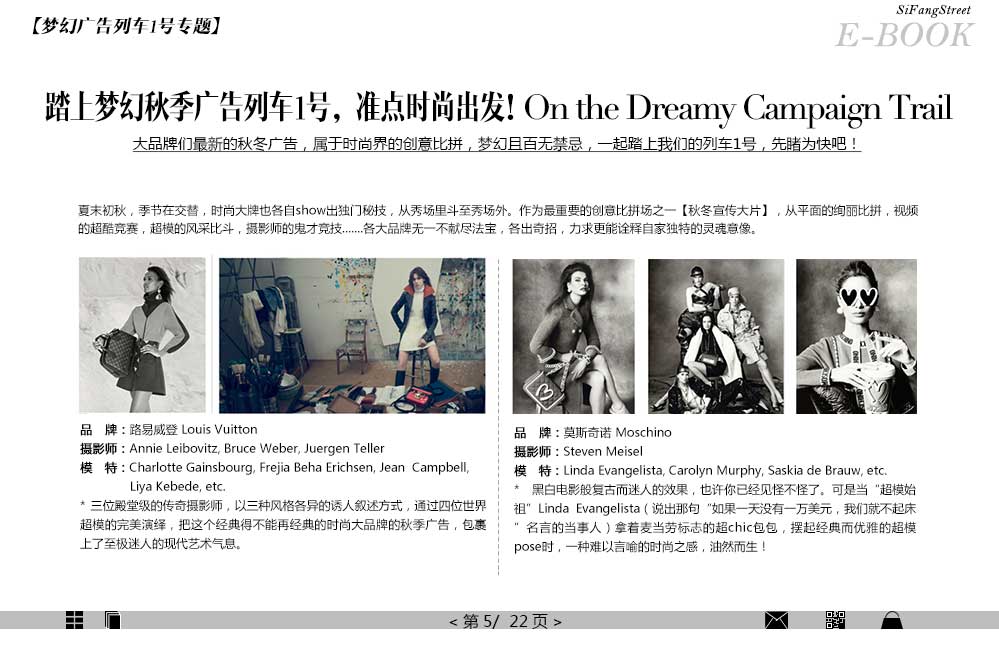 【梦幻广告列车1号专题】
SiFangStreet
E-BOOK
踏上梦幻秋季广告列车1号，准点时尚出发! On the Dreamy Campaign Trail
大品牌们最新的秋冬广告，属于时尚界的创意比拼，梦幻且百无禁忌，一起踏上我们的列车1号，先睹为快吧！
夏末初秋，季节在交替，时尚大牌也各自show出独门秘技，从秀场里斗至秀场外。作为最重要的创意比拼场之一【秋冬宣传大片】，从平面的绚丽比拼，视频
的超酷竞赛，超模的风采比斗，摄影师的鬼才竞技.......各大品牌无一不献尽法宝，各出奇招，力求更能诠释自家独特的灵魂意像。
品　牌：路易威登 Louis Vuitton
摄影师：Annie Leibovitz, Bruce Weber, Juergen Teller
模　特：Charlotte Gainsbourg, Frejia Beha Erichsen, Jean Campbell,
Liya Kebede, etc.
* 三位殿堂级的传奇摄影师，以三种风格各异的诱人叙述方式，通过四位世界
超模的完美演绎，把这个经典得不能再经典的时尚大品牌的秋季广告，包裹
上了至极迷人的现代艺术气息。
品　牌：莫斯奇诺 Moschino
摄影师：Steven Meisel
模　特：Linda Evangelista, Carolyn Murphy, Saskia de Brauw, etc.
* 黑白电影般复古而迷人的效果，也许你已经见怪不怪了。可是当“超模始
祖”Linda Evangelista（说出那句“如果一天没有一万美元，我们就不起床
”名言的当事人）拿着麦当劳标志的超chic包包，摆起经典而优雅的超模
pose时，一种难以言喻的时尚之感，油然而生！
< 第 5/ 22 页 >